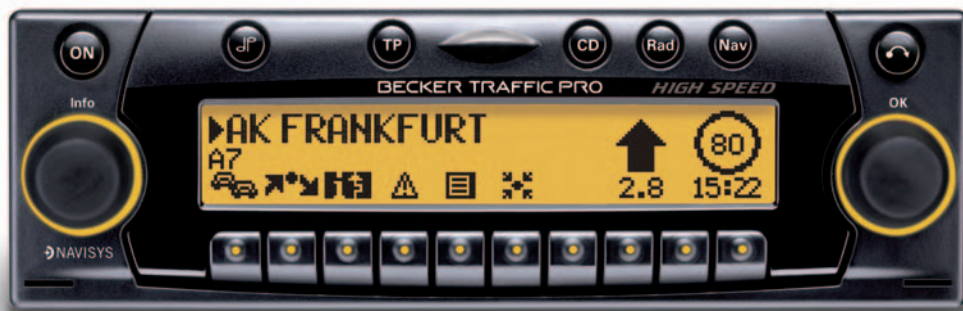 ON
TP
CD
Rad
Nav
Info
BECKER TRAFFIC PRO
HIGH SPEED
OK
AK FRANKFURT
80
A7
2.8
15:22
NAVISYS